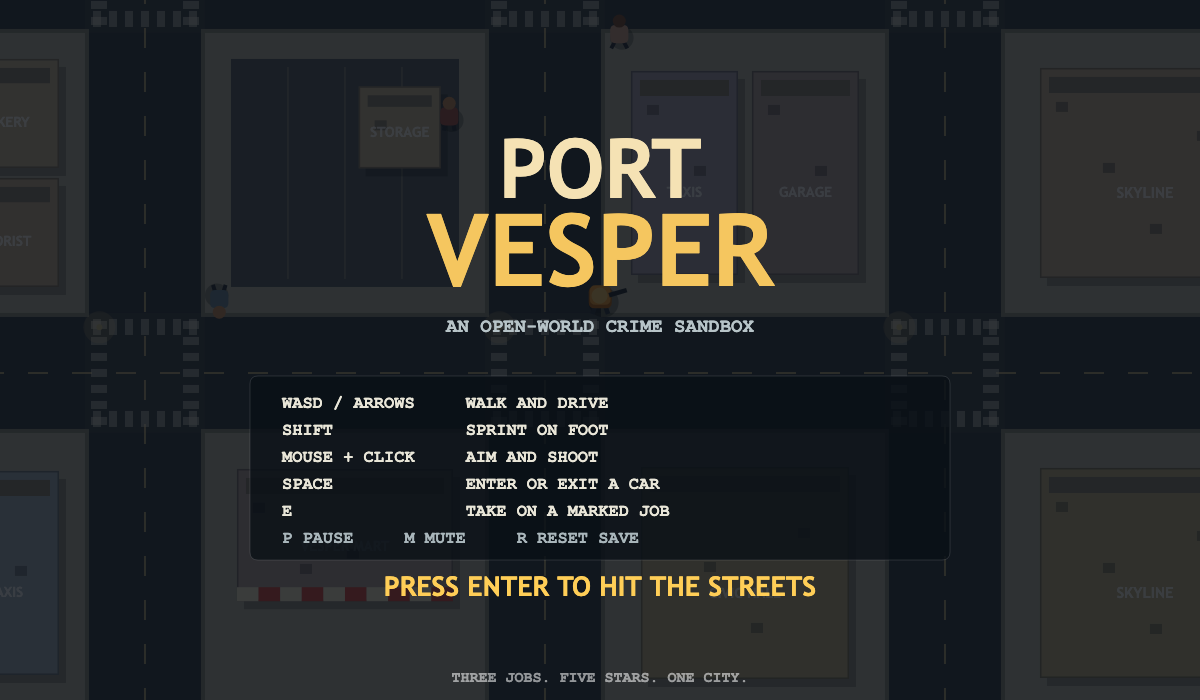 STORAGE
GARAGE
SKYLINE
PORT
VESPER
AN OPEN-WORLD CRIME SANDBOX
WASD / ARROWS WALK AND DRIVE
SHIFT SPRINT ON FOOT
MOUSE + CLICK AIM AND SHOOT
SPACE ENTER OR EXIT A CAR
E TAKE ON A MARKED JOB
P PAUSE M MUTE R RESET SAVE
PRESS ENTER TO HIT THE STREETS
SKYLINE
THREE JOBS. FIVE STARS. ONE CITY.